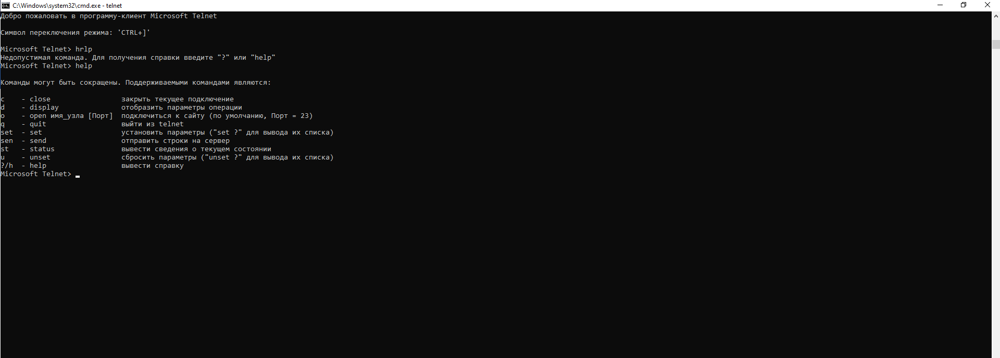 C:\Windows\system32\cmd.exe - telnet
Добро пожаловать в программу-клиент Microsoft Telnet
Символ переключения режима: 'CTRL+]'
Microsoft Telnet> hrlp
Недопустимая команда. Для получения справки введите "?" или "help"
Microsoft Telnet> help
Команды могут быть сокращены. Поддерживаемыми командами являются:
c    - close                 закрыть текущее подключение
d    - display               отобразить параметры операции
o    - open имя_узла [Порт]  подключиться к сайту (по умолчанию, Порт = 23)
q    - quit                  выйти из telnet
set  - set                   установить параметры ("set ?" для вывода их списка)
sen  - send                  отправить строки на сервер
st   - status                вывести сведения о текущем состоянии
u    - unset                 сбросить параметры ("unset ?" для вывода их списка)
?/h  - help                  вывести справку
Microsoft Telnet>